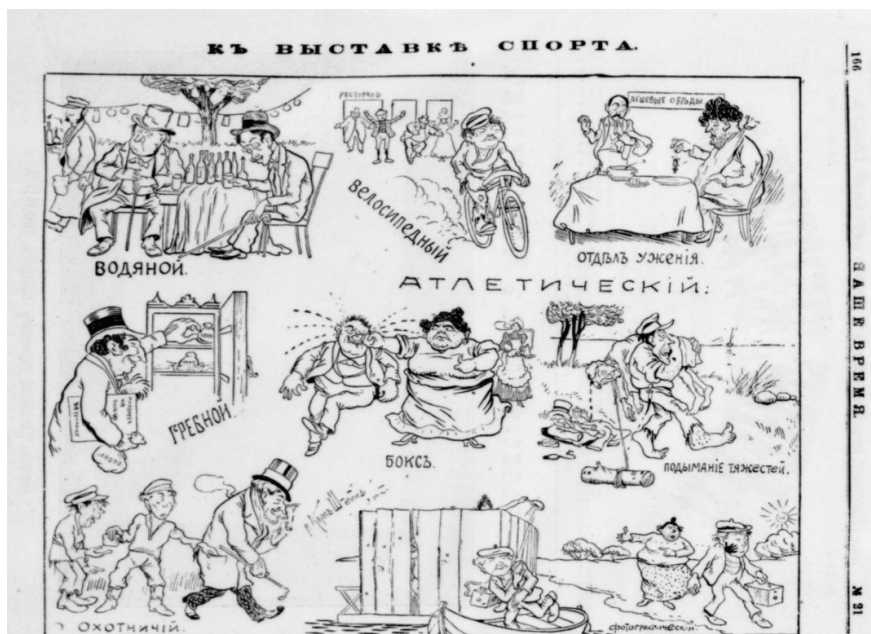 КЪ ВЫСТАВКѢ СПОРТА.
166
РЕСТОРАНЪ
ДЕШЕВЫЕ ОБѢДЫ
ВЕЛОСИПЕДНЫЙ
ВОДЯНОЙ.
ОТДѢЛЪ УЖЕНІЯ.
АТЛЕТИЧЕСКІЙ:
НАШЕ ВРЕМЯ.
ГРЕБНОЙ.
БОКСЪ.
ПОДЫМАНІЕ ТЯЖЕСТЕЙ.
ОХОТНИЧІЙ.
ФОТОГРАФИЧЕСКІЙ.
№ 21